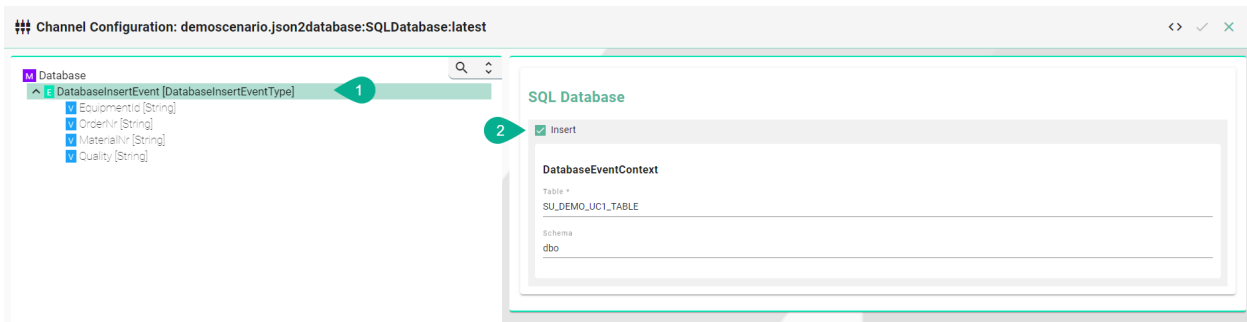 Channel Configuration: demoscenario.json2database:SQLDatabase:latest
M Database
E DatabaseInsertEvent [DatabaseInsertEventType]
1
V EquipmentId [String]
V OrderNr [String]
V MaterialNr [String]
V Quality [String]
SQL Database
2
Insert
DatabaseEventContext
Table *
SU_DEMO_UC1_TABLE
Schema
dbo